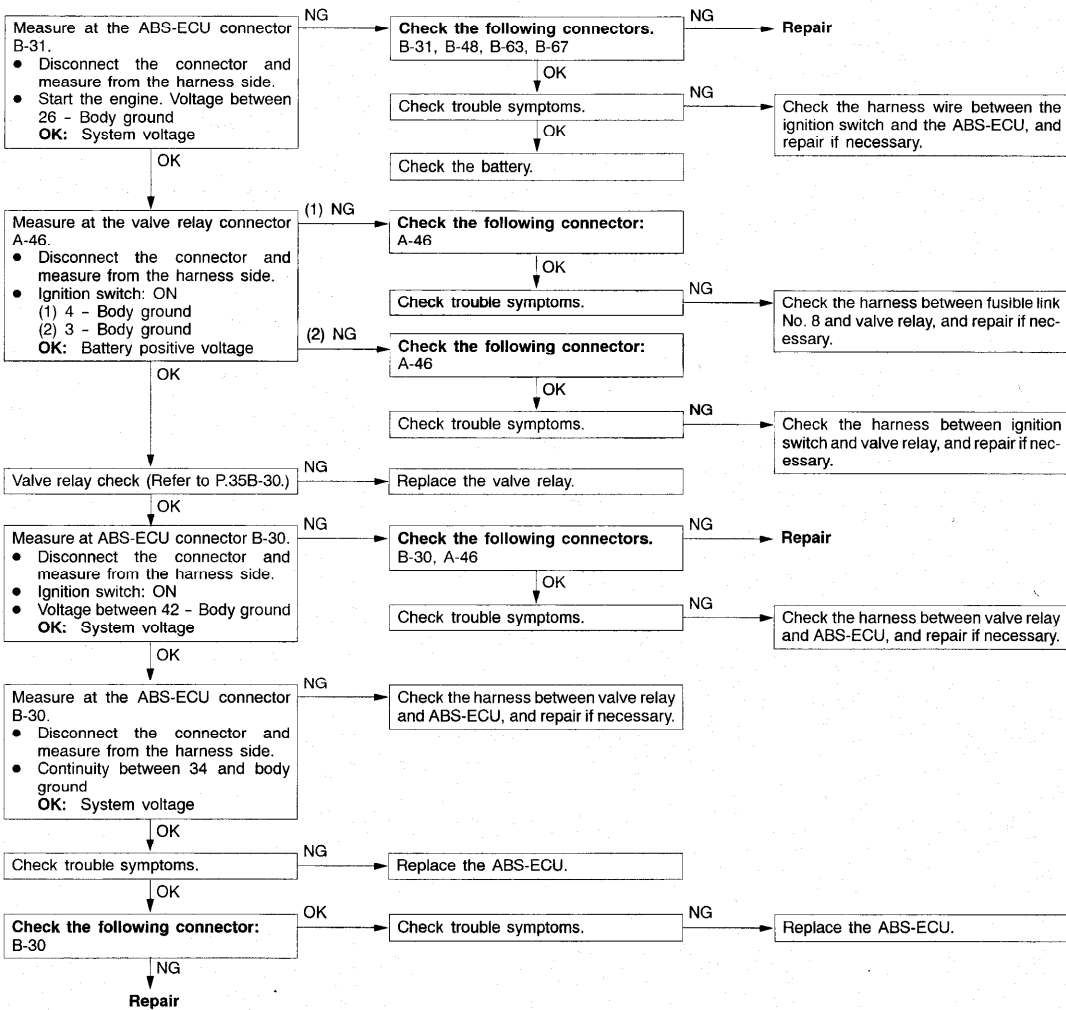 Measure at the ABS-ECU connector
B-31.
● Disconnect the connector and
measure from the harness side.
● Start the engine. Voltage between
26 – Body ground
OK: System voltage
NG
Check the following connectors.
B-31, B-48, B-63, B-67
NG
Repair
OK
Check trouble symptoms.
NG
Check the harness wire between the
ignition switch and the ABS-ECU, and
repair if necessary.
OK
Check the battery.
OK
Measure at the valve relay connector
A-46.
● Disconnect the connector and
measure from the harness side.
● Ignition switch: ON
(1) 4 – Body ground
(2) 3 – Body ground
OK: Battery positive voltage
(1) NG
Check the following connector:
A-46
OK
Check trouble symptoms.
NG
Check the harness between fusible link
No. 8 and valve relay, and repair if nec-
essary.
(2) NG
Check the following connector:
A-46
OK
Check trouble symptoms.
NG
Check the harness between ignition
switch and valve relay, and repair if nec-
essary.
OK
Valve relay check (Refer to P.35B-30.)
NG
Replace the valve relay.
OK
Measure at ABS-ECU connector B-30.
● Disconnect the connector and
measure from the harness side.
● Ignition switch: ON
● Voltage between 42 – Body ground
OK: System voltage
NG
Check the following connectors.
B-30, A-46
NG
Repair
OK
Check trouble symptoms.
NG
Check the harness between valve relay
and ABS-ECU, and repair if necessary.
OK
Measure at the ABS-ECU connector
B-30.
● Disconnect the connector and
measure from the harness side.
● Continuity between 34 and body
ground
OK: System voltage
NG
Check the harness between valve relay
and ABS-ECU, and repair if necessary.
OK
Check trouble symptoms.
NG
Replace the ABS-ECU.
OK
Check the following connector:
B-30
OK
Check trouble symptoms.
NG
Replace the ABS-ECU.
NG
Repair